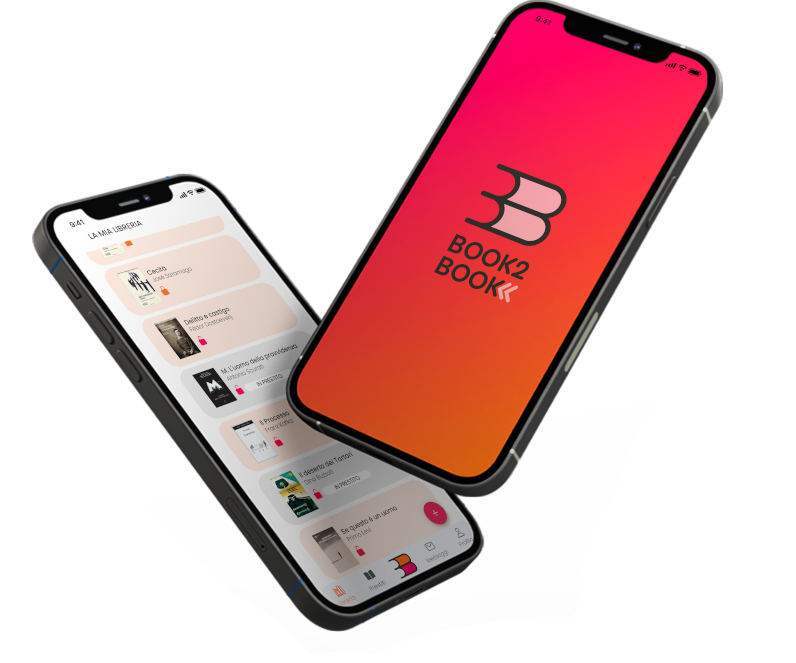 9:41
LA MIA LIBRERIA
Cecità
José Saramago
Delitto e castigo
Fëdor Dostoevskij
M. L'uomo della provvidenza
Antonio Scurati
IN PRESTITO
Il Processo
Franz Kafka
Il deserto dei Tartari
Dino Buzzati
IN PRESTITO
Se questo è un uomo
Primo Levi
+
Libreria
Prestiti
Messaggi
Profilo
9:41
BOOK2
BOOK